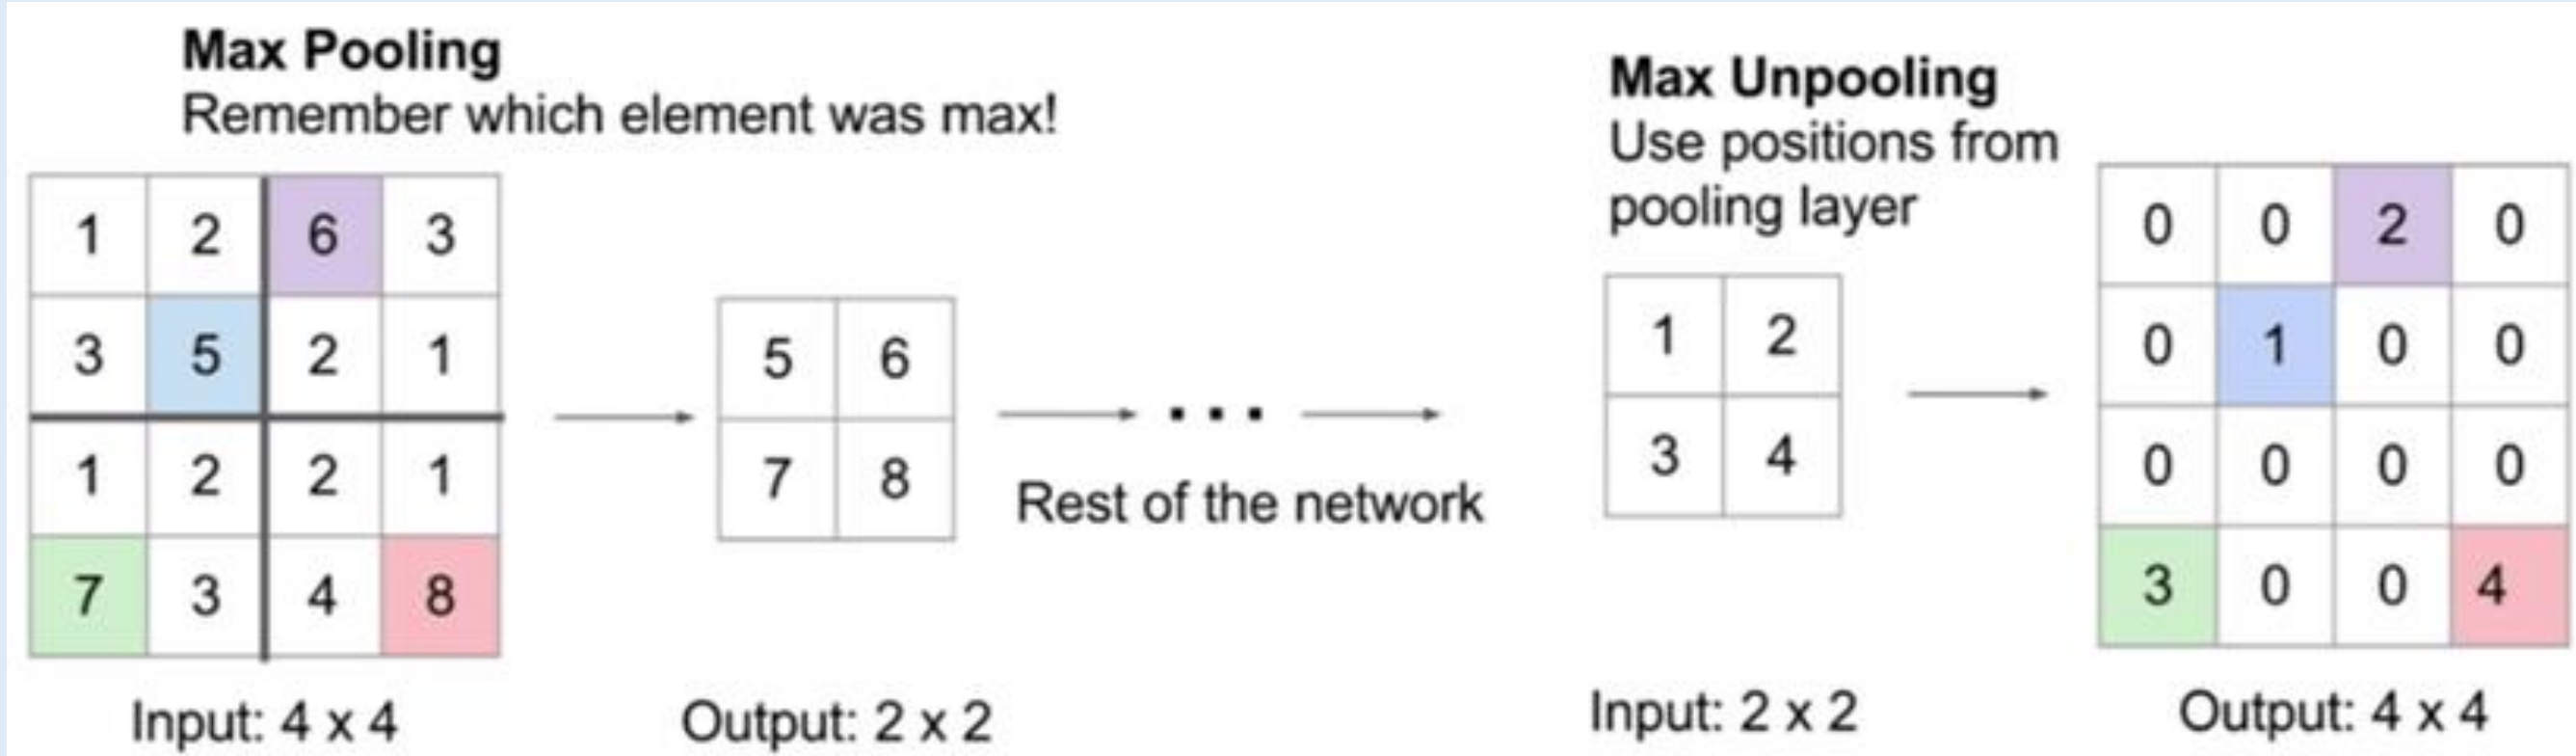 Max Pooling
Remember which element was max!
1 2 6 3
3 5 2 1
1 2 2 1
7 3 4 8
Input: 4 x 4
5 6
7 8
Output: 2 x 2
Rest of the network
Max Unpooling
Use positions from
pooling layer
1 2
3 4
Input: 2 x 2
0 0 2 0
0 1 0 0
0 0 0 0
3 0 0 4
Output: 4 x 4